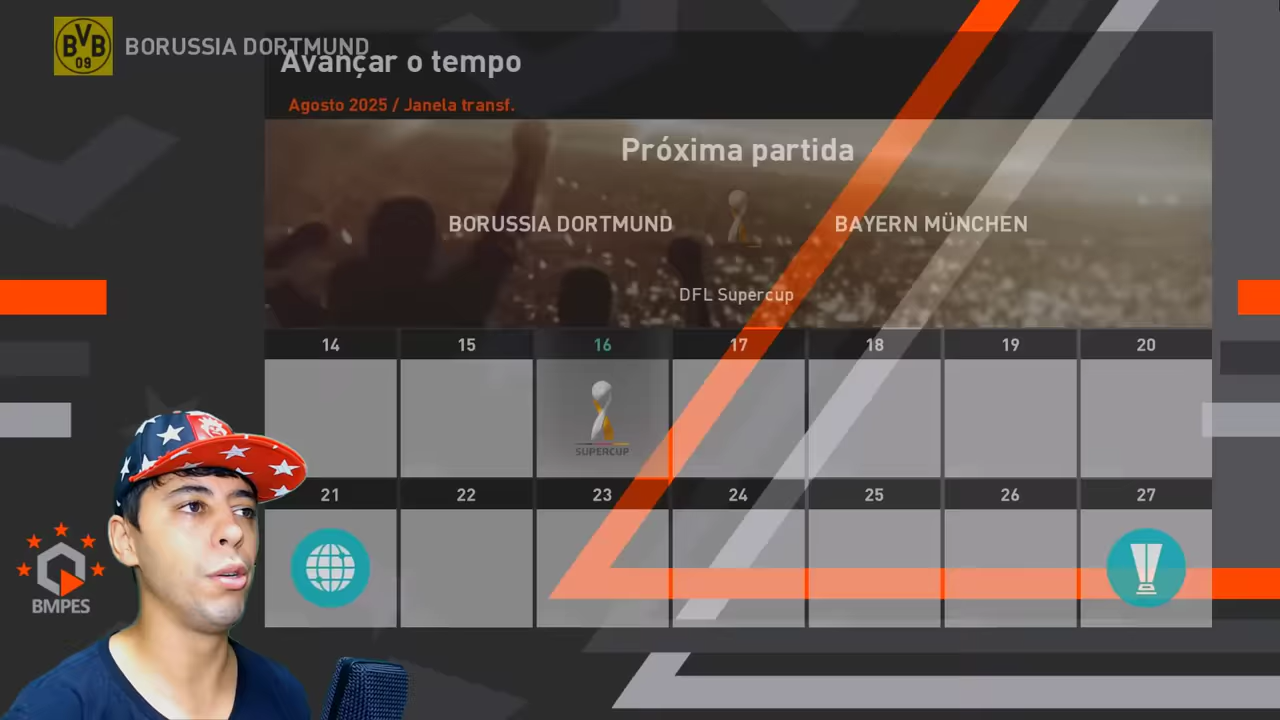 BVB
09
BORUSSIA DORTMUND
Avançar o tempo
Agosto 2025 / Janela transf.
Próxima partida
BORUSSIA DORTMUND
BAYERN MÜNCHEN
DFL Supercup
14 15 16 17 18 19 20
SUPERCUP
21 22 23 24 25 26 27
BMPES